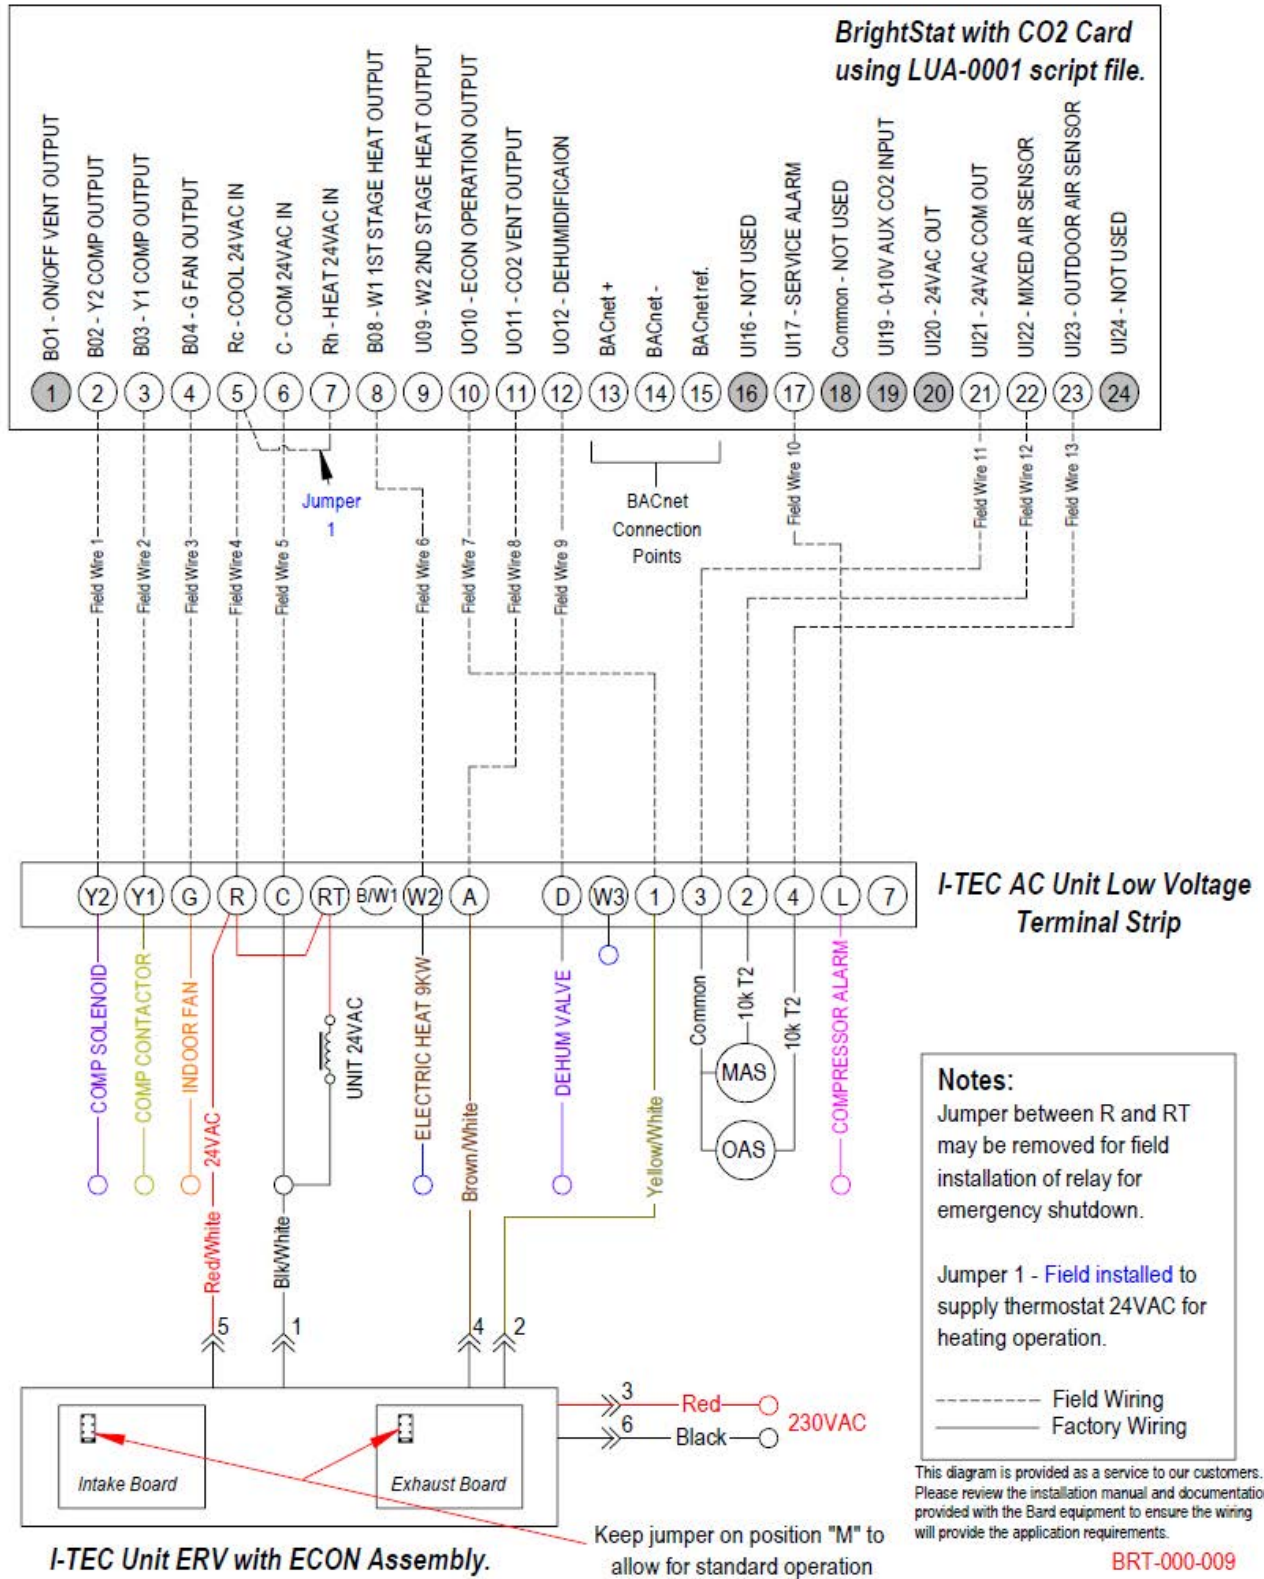 BrightStat with CO2 Card
using LUA-0001 script file.
BO1 - ON/OFF VENT OUTPUT
B02 - Y2 COMP OUTPUT
B03 - Y1 COMP OUTPUT
B04 - G FAN OUTPUT
Rc - COOL 24VAC IN
C - COM 24VAC IN
Rh - HEAT 24VAC IN
B08 - W1 1ST STAGE HEAT OUTPUT
U09 - W2 2ND STAGE HEAT OUTPUT
UO10 - ECON OPERATION OUTPUT
UO11 - CO2 VENT OUTPUT
UO12 - DEHUMIDIFICAION
BACnet +
BACnet -
BACnet ref.
UI16 - NOT USED
UI17 - SERVICE ALARM
Common - NOT USED
UI19 - 0-10V AUX CO2 INPUT
UI20 - 24VAC OUT
UI21 - 24VAC COM OUT
UI22 - MIXED AIR SENSOR
UI23 - OUTDOOR AIR SENSOR
UI24 - NOT USED
1 2 3 4 5 6 7 8 9 10 11 12 13 14 15 16 17 18 19 20 21 22 23 24
Jumper
1
BACnet
Connection
Points
Field Wire 1
Field Wire 2
Field Wire 3
Field Wire 4
Field Wire 5
Field Wire 6
Field Wire 7
Field Wire 8
Field Wire 9
Field Wire 10
Field Wire 11
Field Wire 12
Field Wire 13
Y2 Y1 G R C RT B/W1 W2 A D W3 1 3 2 4 L 7
I-TEC AC Unit Low Voltage
Terminal Strip
COMP SOLENOID
COMP CONTACTOR
INDOOR FAN
24VAC
Red/White
Blk/White
UNIT 24VAC
ELECTRIC HEAT 9KW
Brown/White
DEHUM VALVE
Yellow/White
Common
10k T2
10k T2
MAS
OAS
COMPRESSOR ALARM
Notes:
Jumper between R and RT
may be removed for field
installation of relay for
emergency shutdown.
Jumper 1 - Field installed to
supply thermostat 24VAC for
heating operation.
Field Wiring
Factory Wiring
5 1 4 2
3 Red
6 Black
230VAC
Intake Board
Exhaust Board
This diagram is provided as a service to our customers.
Please review the installation manual and documentatio
provided with the Bard equipment to ensure the wiring
will provide the application requirements.
BRT-000-009
Keep jumper on position "M" to
allow for standard operation
I-TEC Unit ERV with ECON Assembly.